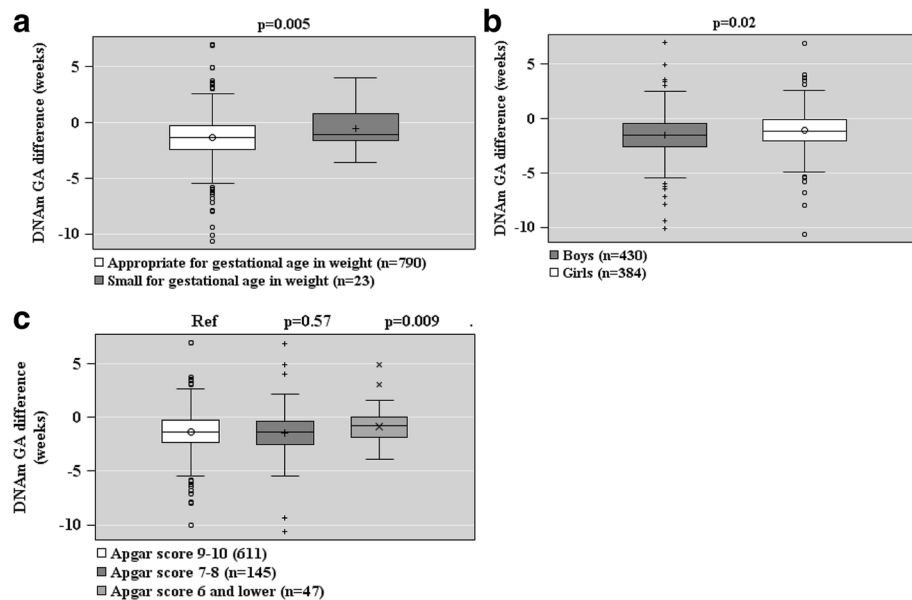 a
p=0.005
DNAm GA difference (weeks)
5
0
-5
-10
Appropriate for gestational age in weight (n=790)
Small for gestational age in weight (n=23)
b
p=0.02
DNAm GA difference (weeks)
5
0
-5
-10
Boys (n=430)
Girls (n=384)
c
Ref p=0.57 p=0.009 .
DNAm GA difference
(weeks)
5
0
-5
-10
Apgar score 9-10 (611)
Apgar score 7-8 (n=145)
Apgar score 6 and lower (n=47)